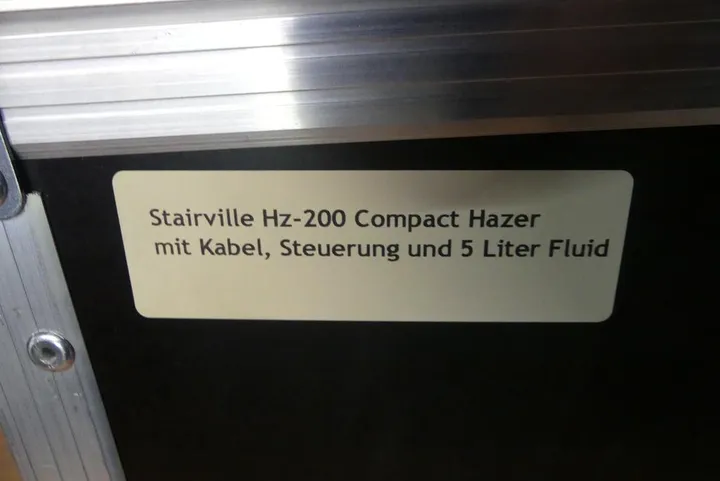 Stairville Hz-200 Compact Hazer
mit Kabel, Steuerung und 5 Liter Fluid